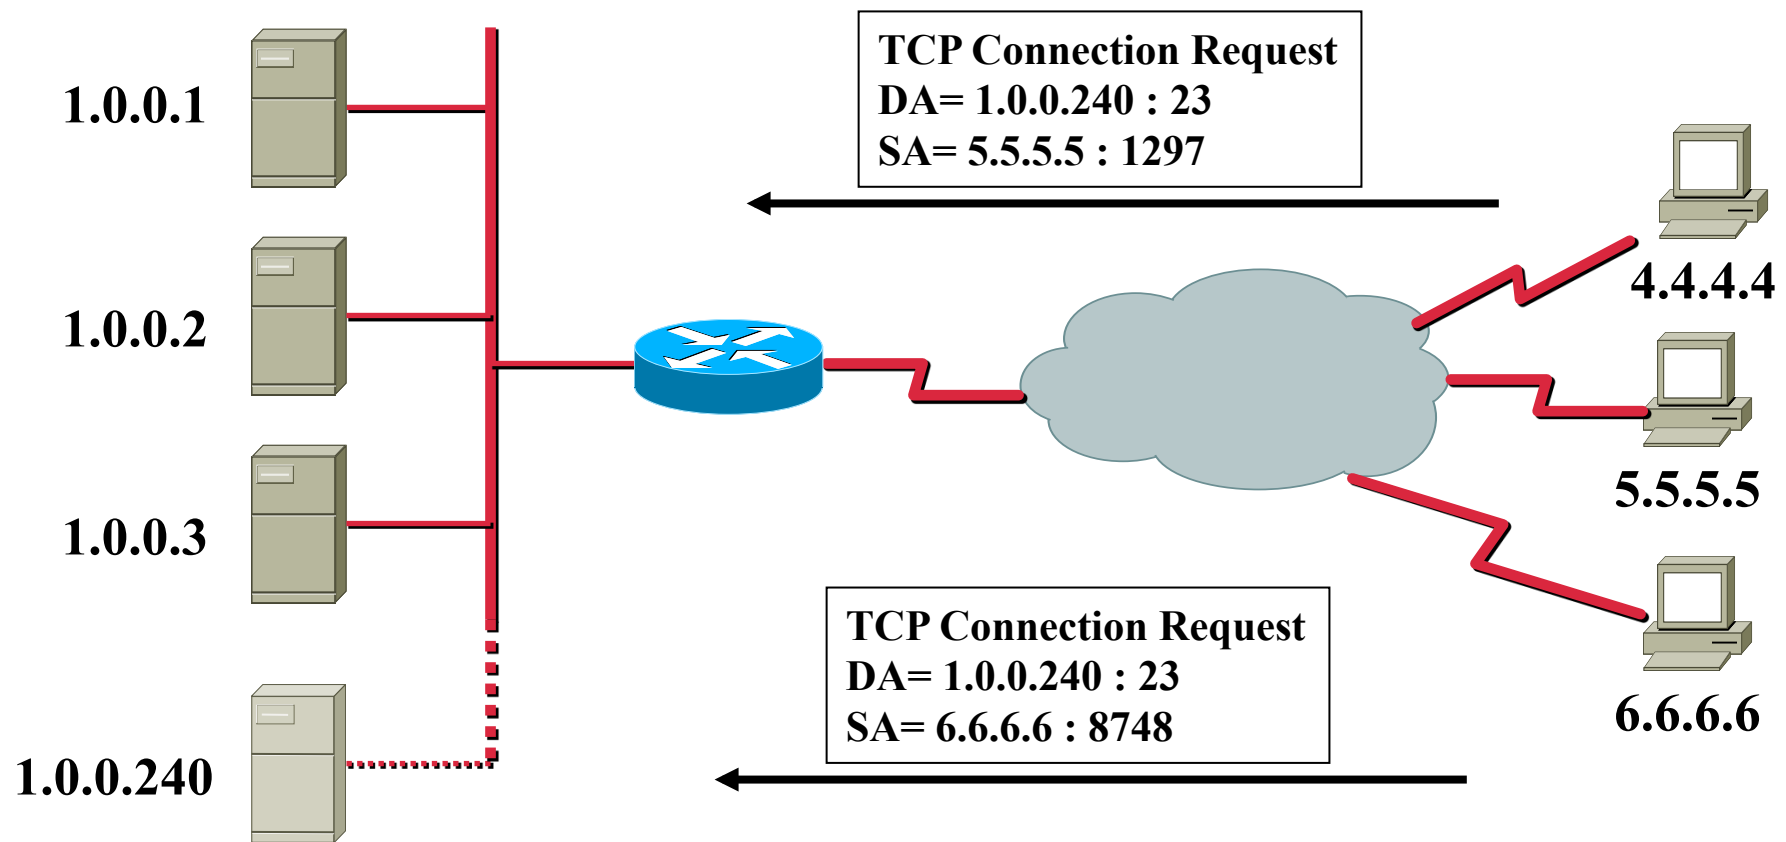 TCP Connection Request
DA= 1.0.0.240 : 23
SA= 5.5.5.5 : 1297
1.0.0.1
4.4.4.4
1.0.0.2
5.5.5.5
1.0.0.3
TCP Connection Request
DA= 1.0.0.240 : 23
SA= 6.6.6.6 : 8748
6.6.6.6
1.0.0.240